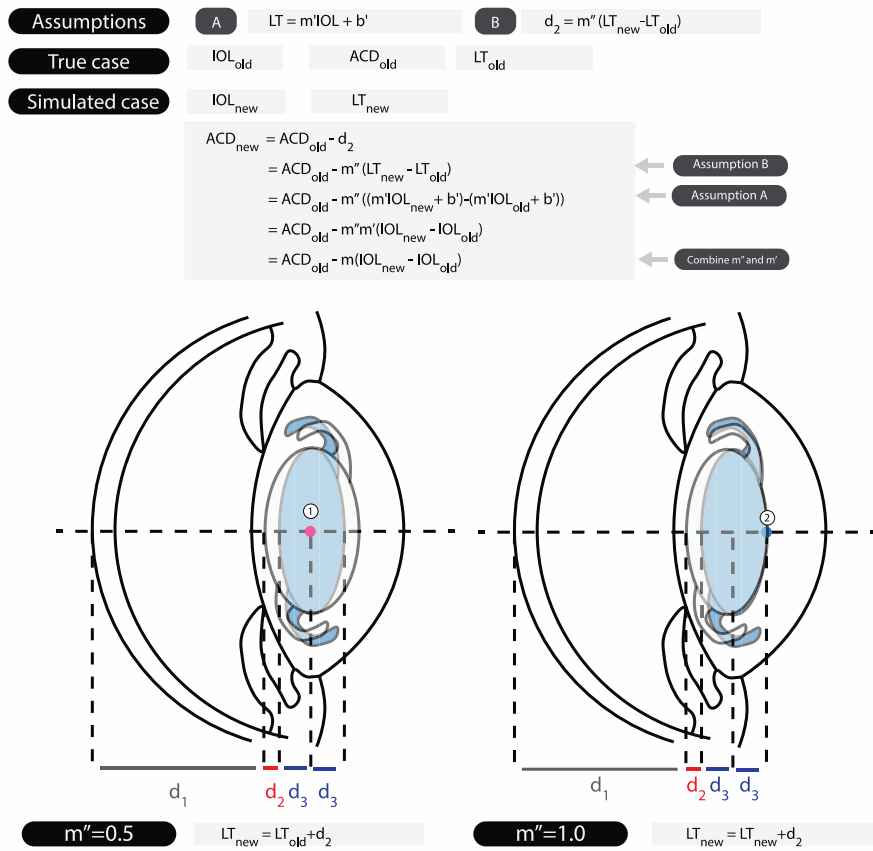 Assumptions A LT = m'IOL + b' B d₂ = m″ (LTnew-LTold)
True case IOLold ACDold LTold
Simulated case IOLnew LTnew
ACDnew = ACDold - d₂
= ACDold - m″ (LTnew - LTold) Assumption B
= ACDold - m″ ((m'IOLnew + b')-(m'IOLold + b')) Assumption A
= ACDold - m″m' (IOLnew - IOLold)
= ACDold - m(IOLnew - IOLold) Combine m″ and m'
1 2
d₁ d₂ d₃ d₃ d₁ d₂ d₃ d₃
m″=0.5 LTnew = LTold+d₂ m″=1.0 LTnew = LTnew+d₂